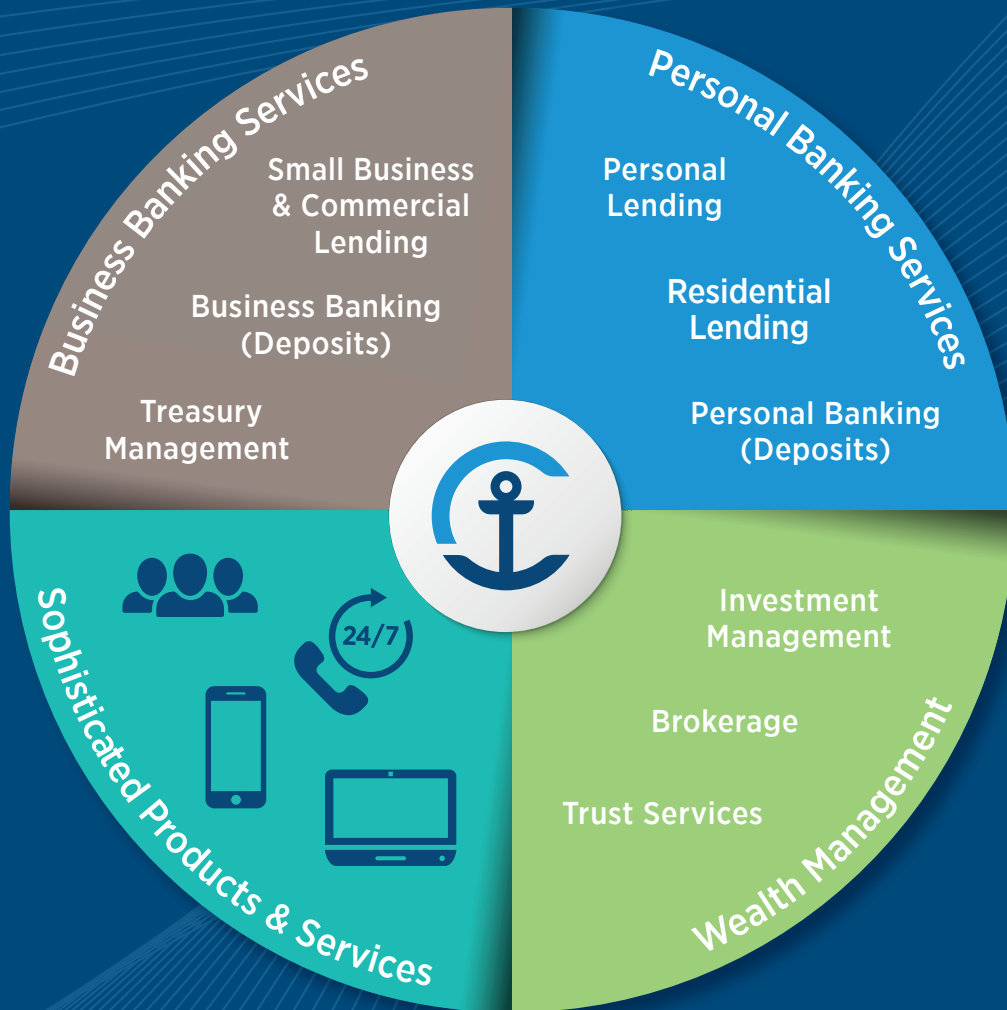 Business Banking Services
Small Business
& Commercial
Lending
Business Banking
(Deposits)
Treasury
Management
Personal Banking Services
Personal
Lending
Residential
Lending
Personal Banking
(Deposits)
Sophisticated Products & Services
24/7
Wealth Management
Investment
Management
Brokerage
Trust Services